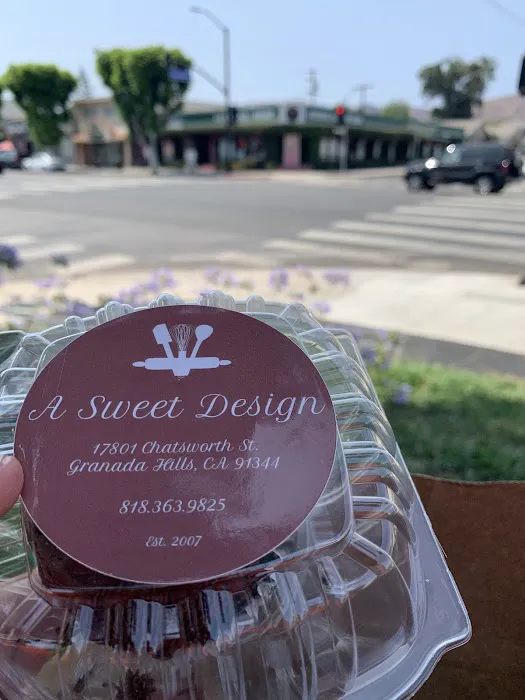 A Sweet Design
17801 Chatsworth St.
Granada Hills, CA 91344
818.363.9825
Est. 2007